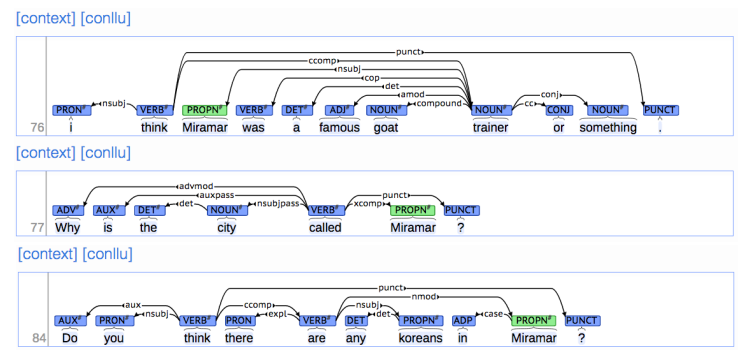 [context] [conllu]
punct
ccomp
nsubj
cop
det
amod conj
nsubj compound cc
PRON# VERB# PROPN# VERB# DET# ADJ# NOUN# NOUN# CONJ NOUN# PUNCT
76 i think Miramar was a famous goat trainer or something .
[context] [conllu]
advmod
auxpass punct
det nsubjpass xcomp
ADV# AUX# DET# NOUN# VERB# PROPN# PUNCT
77 Why is the city called Miramar ?
[context] [conllu]
punct
nmod
aux ccomp nsubj
nsubj expl det case
AUX# PRON# VERB# PRON VERB# DET PROPN# ADP PROPN# PUNCT
84 Do you think there are any koreans in Miramar ?